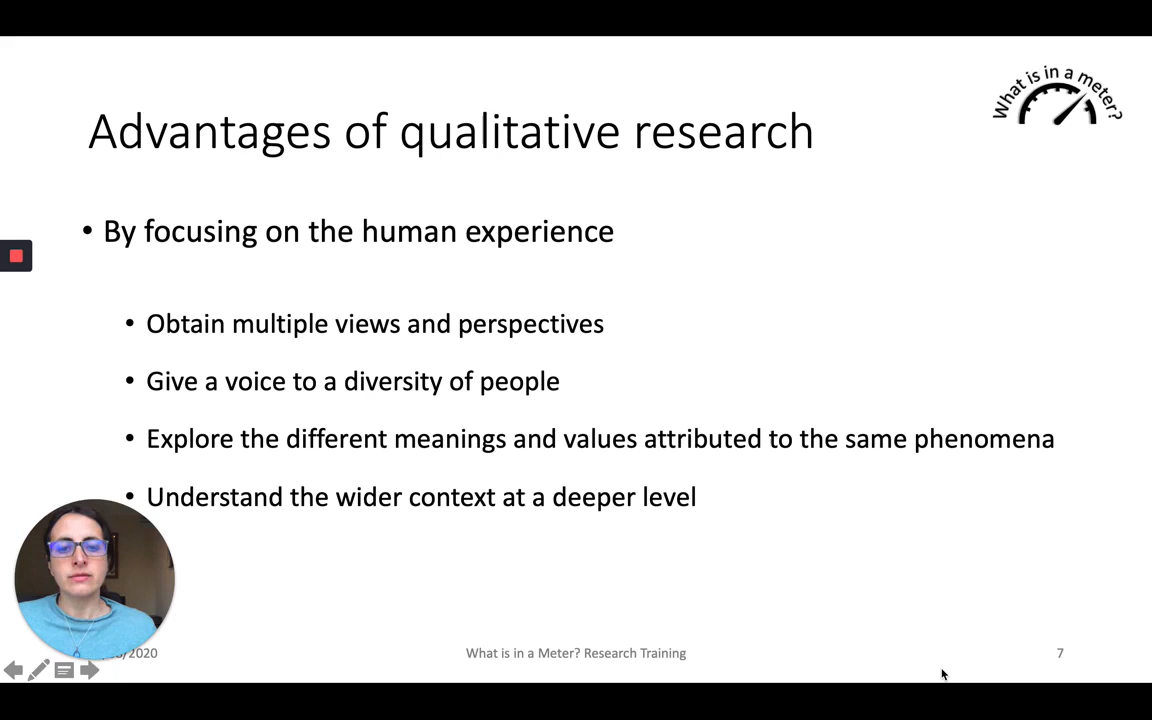 What is in a meter?
Advantages of qualitative research
• By focusing on the human experience
• Obtain multiple views and perspectives
• Give a voice to a diversity of people
• Explore the different meanings and values attributed to the same phenomena
• Understand the wider context at a deeper level
/2020
What is in a Meter? Research Training
7